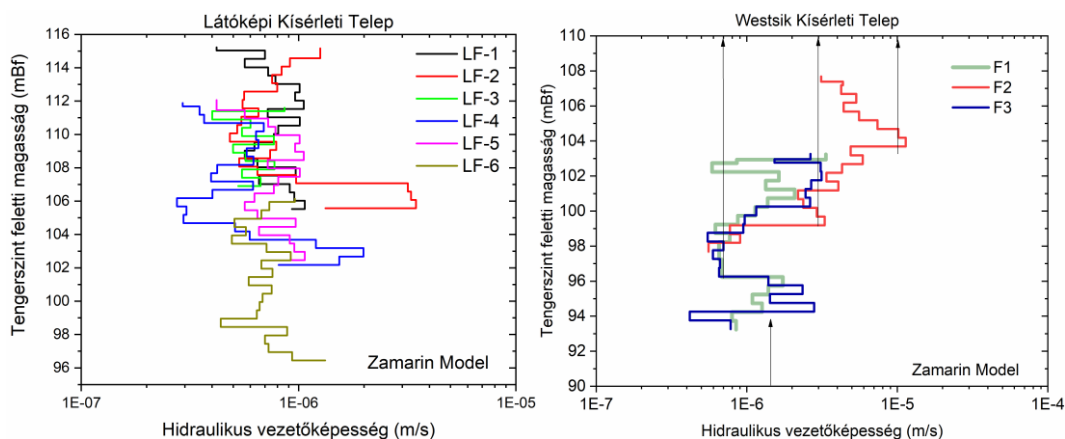 Látóképi Kísérleti Telep
116
114
112
110
108
106
104
102
100
98
96
Tengerszint feletti magasság (mBf)
LF-1
LF-2
LF-3
LF-4
LF-5
LF-6
Zamarin Model
1E-07
1E-06
1E-05
Hidraulikus vezetőképesség (m/s)
Westsik Kísérleti Telep
110
108
106
104
102
100
98
96
94
92
90
Tengerszint feletti magasság (mBf)
F1
F2
F3
Zamarin Model
1E-7
1E-6
1E-5
1E-4
Hidraulikus vezetőképesség (m/s)